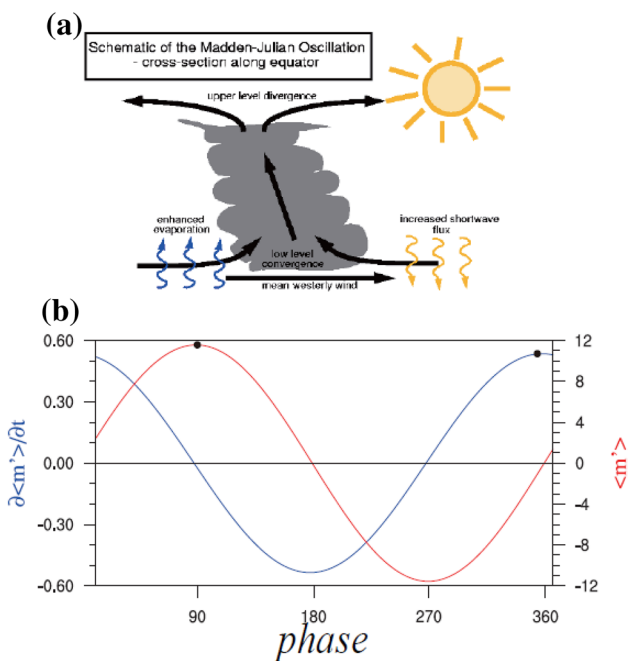 (a)
Schematic of the Madden-Julian Oscillation
- cross-section along equator
upper level divergence
enhanced
evaporation
increased shortwave
flux
low level
convergence
mean westerly wind
(b)
0.60
0.30
0.00
-0.30
-0.60
∂<m'>/∂t
12
8
4
0
-4
-8
-12
<m'>
90
180
270
360
phase